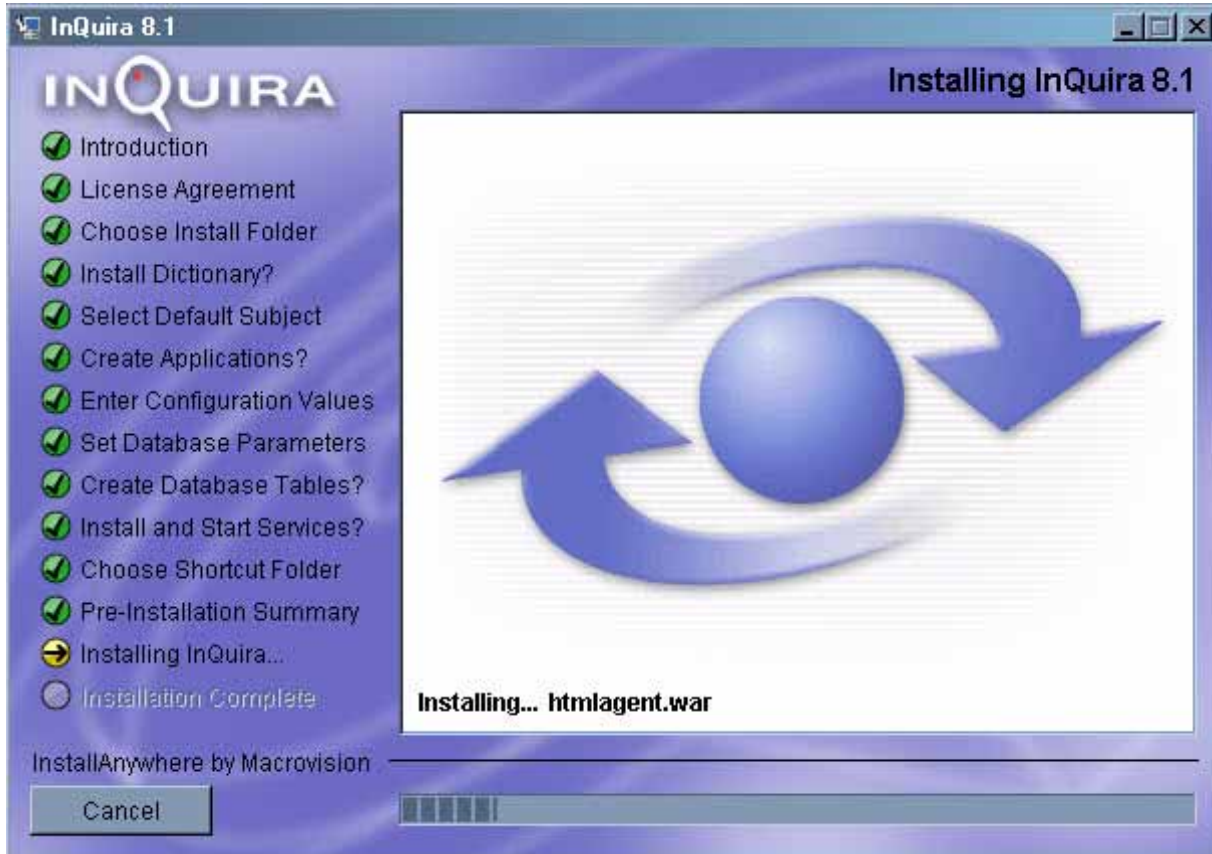 InQuira 8.1
INQUIRA
Installing InQuira 8.1
Introduction
License Agreement
Choose Install Folder
Install Dictionary?
Select Default Subject
Create Applications?
Enter Configuration Values
Set Database Parameters
Create Database Tables?
Install and Start Services?
Choose Shortcut Folder
Pre-Installation Summary
Installing InQuira...
Installation Complete
Installing... htmlagent.war
InstallAnywhere by Macrovision
Cancel